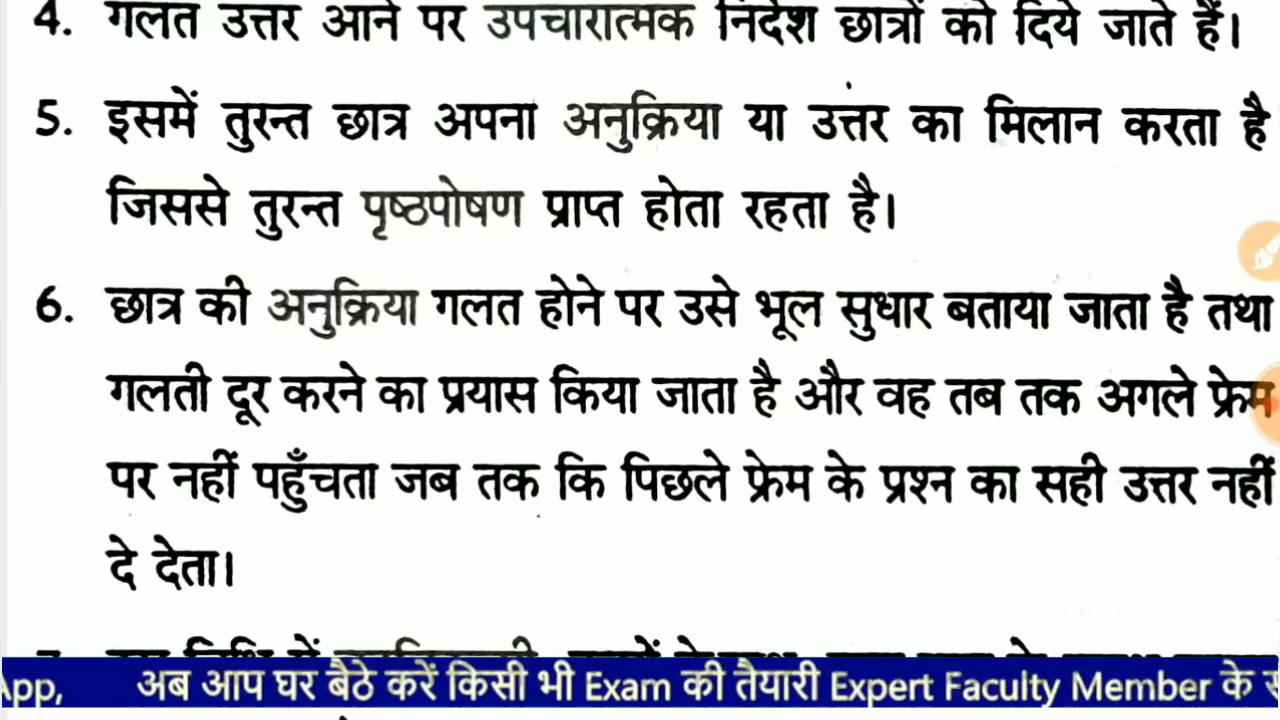 4. गलत उत्तर आने पर उपचारात्मक निर्देश छात्रों को दिये जाते हैं।
5. इसमें तुरन्त छात्र अपना अनुक्रिया या उत्तर का मिलान करता है
जिससे तुरन्त पृष्ठपोषण प्राप्त होता रहता है।
6. छात्र की अनुक्रिया गलत होने पर उसे भूल सुधार बताया जाता है तथा
गलती दूर करने का प्रयास किया जाता है और वह तब तक अगले फ्रेम
पर नहीं पहुँचता जब तक कि पिछले फ्रेम के प्रश्न का सही उत्तर नहीं
दे देता।
App, अब आप घर बैठे करें किसी भी Exam की तैयारी Expert Faculty Member के